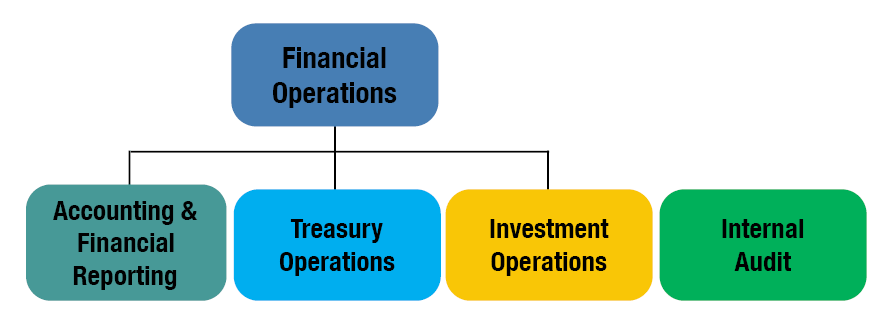 Financial
Operations
Accounting &
Financial
Reporting
Treasury
Operations
Investment
Operations
Internal
Audit